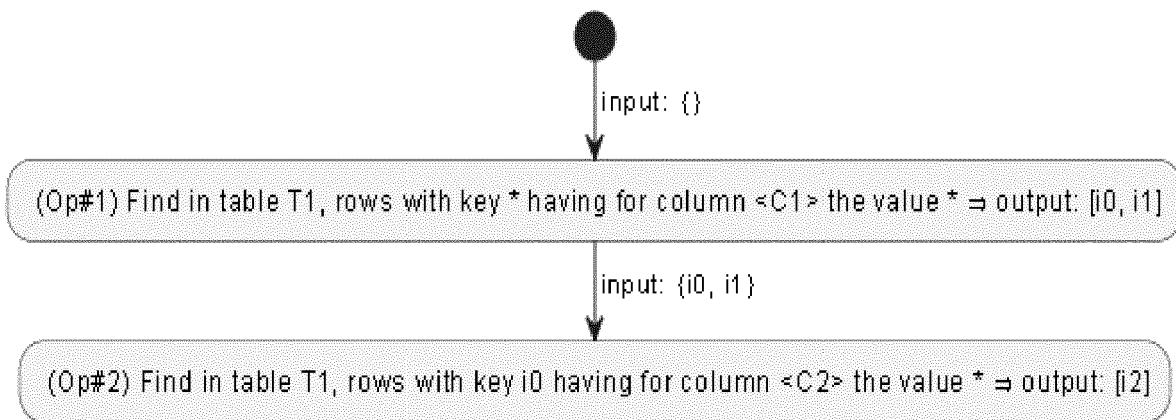 input: {}
(Op#1) Find in table T1, rows with key * having for column <C1> the value * ⇒ output: [i0, i1]
input: {i0, i1}
(Op#2) Find in table T1, rows with key i0 having for column <C2> the value * ⇒ output: [i2]